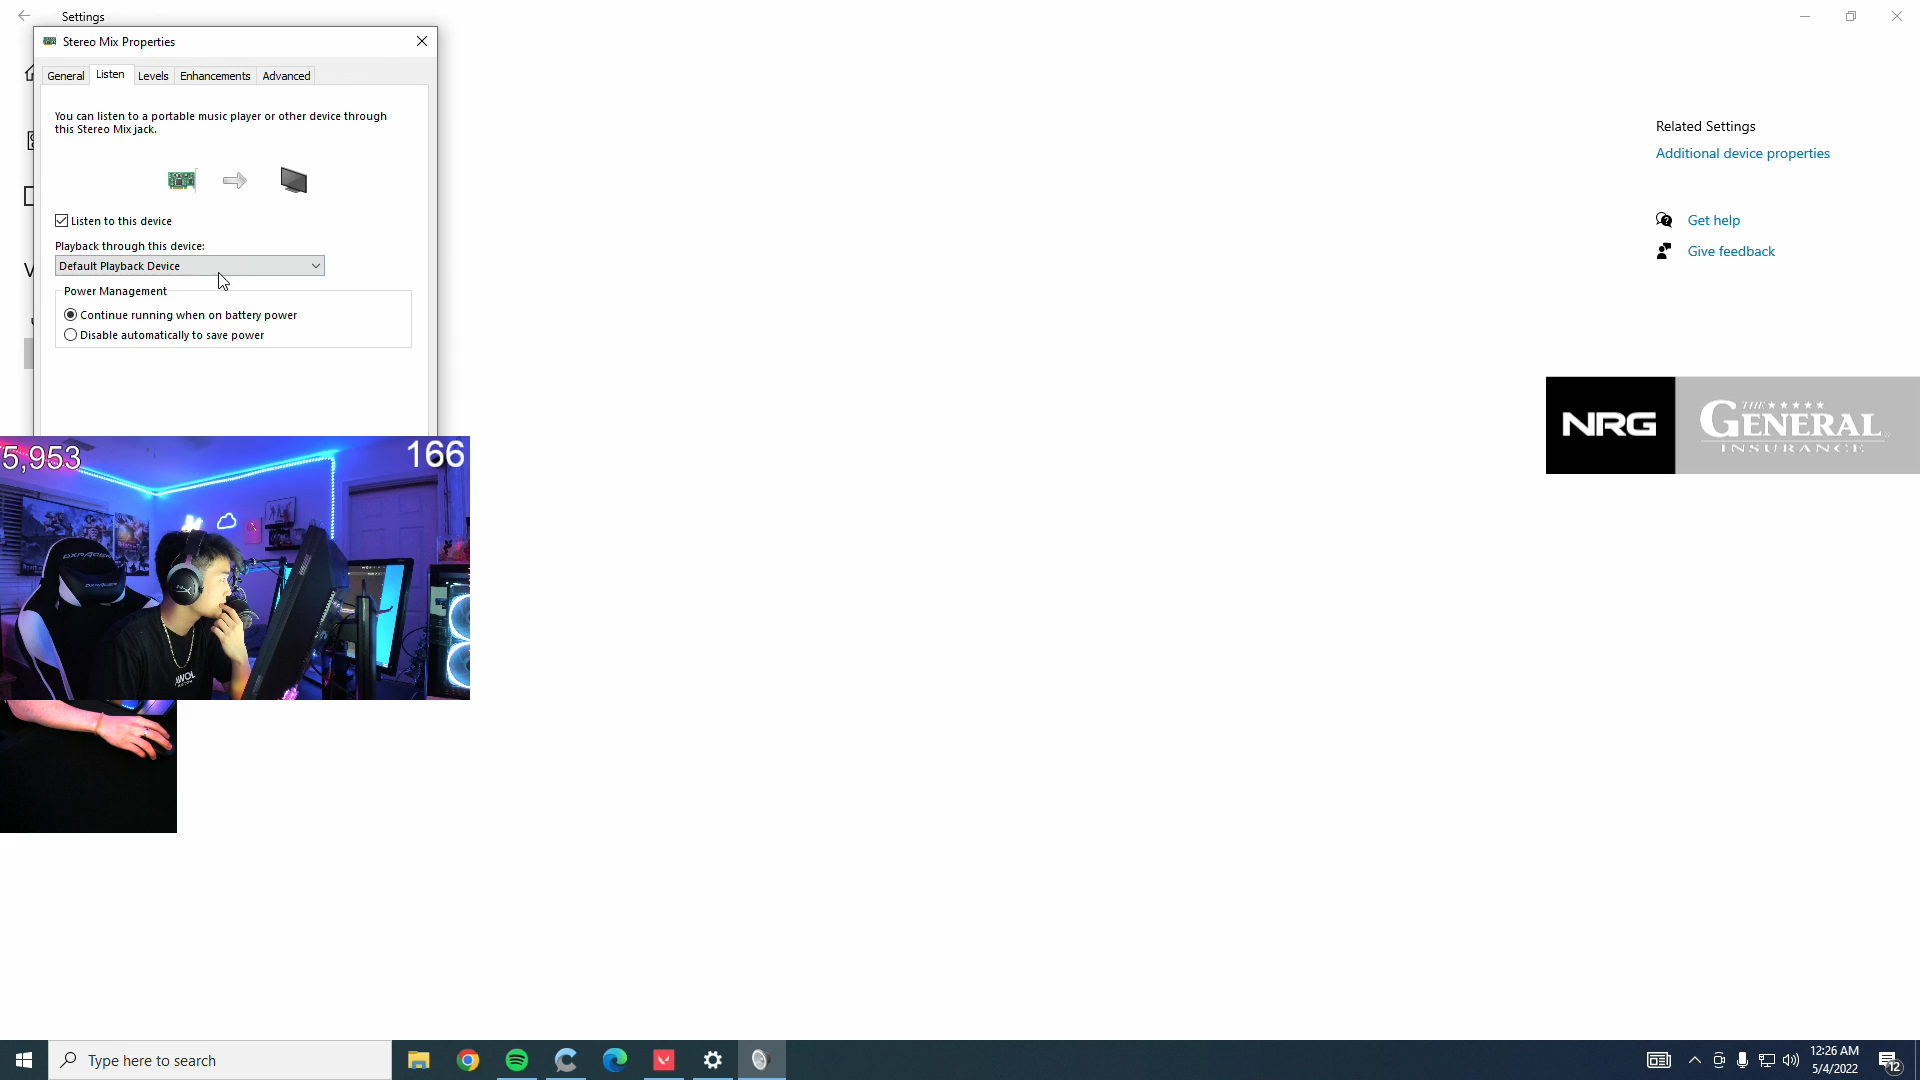 Settings
Stereo Mix Properties
General
Listen
Levels
Enhancements
Advanced
You can listen to a portable music player or other device through
this Stereo Mix jack.
Listen to this device
Playback through this device:
Default Playback Device
Power Management
Continue running when on battery power
Disable automatically to save power
Related Settings
Additional device properties
Get help
Give feedback
NRG
THE
GENERAL
INSURANCE
5,953
166
DXRACER
Type here to search
12:26 AM
5/4/2022
12